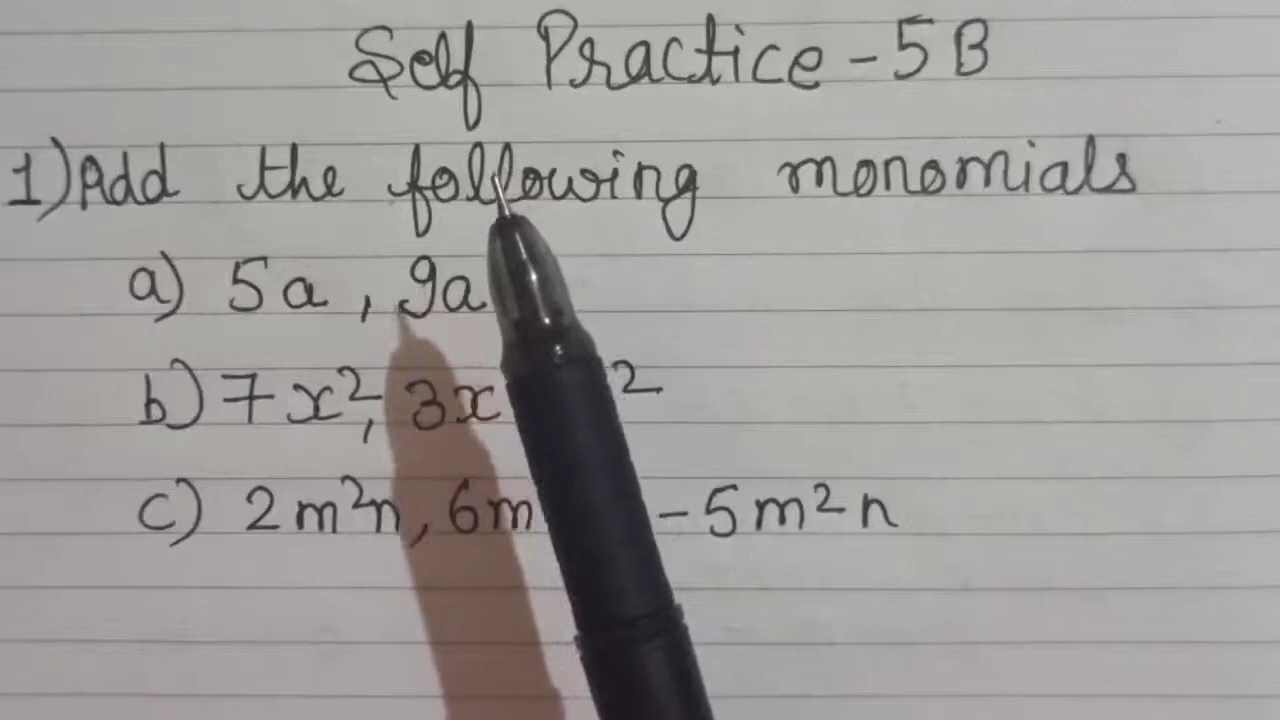 Self Practice - 5B
1) Add the following monomials
a) 5a, 9a
b) 7x², 3x ²
c) 2m²n, 6m -5m²n